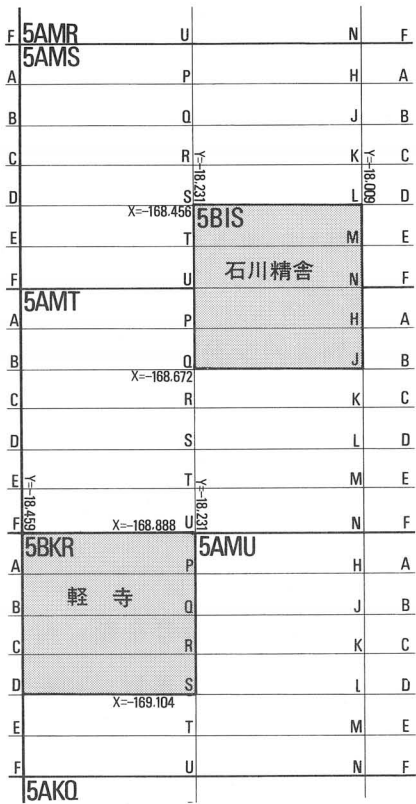 F 5AMR U N F
5AMS
A P H A
B Q J B
C R K C
Y=-18.231 Y=-18.009
D S L D
X=-168.456 5BIS
E T M E
石川精舎
F U N F
5AMT
A P H A
B Q J B
X=-168.672
C R K C
D S L D
E T M E
Y=-18.459 Y=-18.231
F X=-168.888 U N F
5BKR 5AMU
A P H A
軽 寺
B Q J B
C R K C
D S L D
X=-169.104
E T M E
F U N F
5AKQ